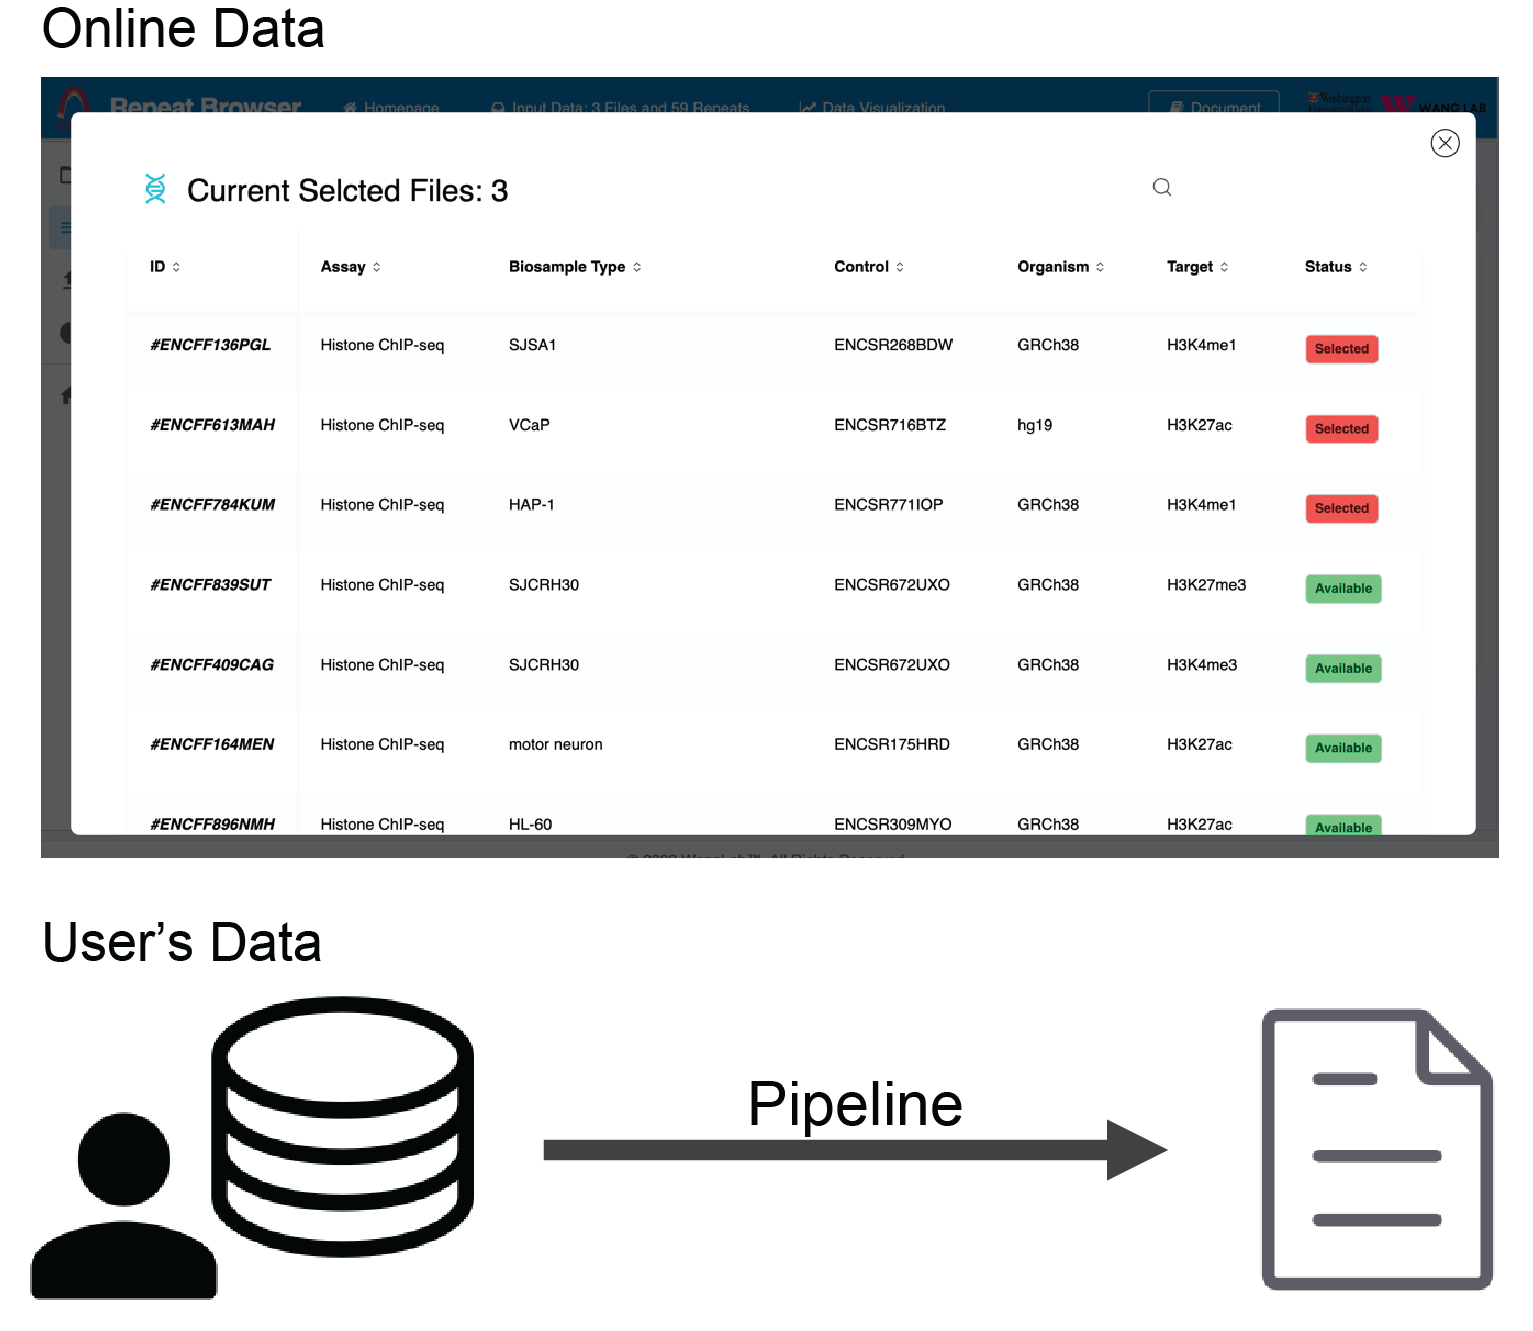 Online Data
Repeat Browser Homepage Input Data: 3 Files and 59 Repeats Data Visualization Document Washington WANG LAB
Current Selcted Files: 3
ID Assay Biosample Type Control Organism Target Status
#ENCFF136PGL Histone ChIP-seq SJSA1 ENCSR268BDW GRCh38 H3K4me1 Selected
#ENCFF613MAH Histone ChIP-seq VCaP ENCSR716BTZ hg19 H3K27ac Selected
#ENCFF784KUM Histone ChIP-seq HAP-1 ENCSR771IOP GRCh38 H3K4me1 Selected
#ENCFF839SUT Histone ChIP-seq SJCRH30 ENCSR672UXO GRCh38 H3K27me3 Available
#ENCFF409CAG Histone ChIP-seq SJCRH30 ENCSR672UXO GRCh38 H3K4me3 Available
#ENCFF164MEN Histone ChIP-seq motor neuron ENCSR175HRD GRCh38 H3K27ac Available
#ENCFF896NMH Histone ChIP-seq HL-60 ENCSR309MYO GRCh38 H3K27ac Available
User’s Data
Pipeline